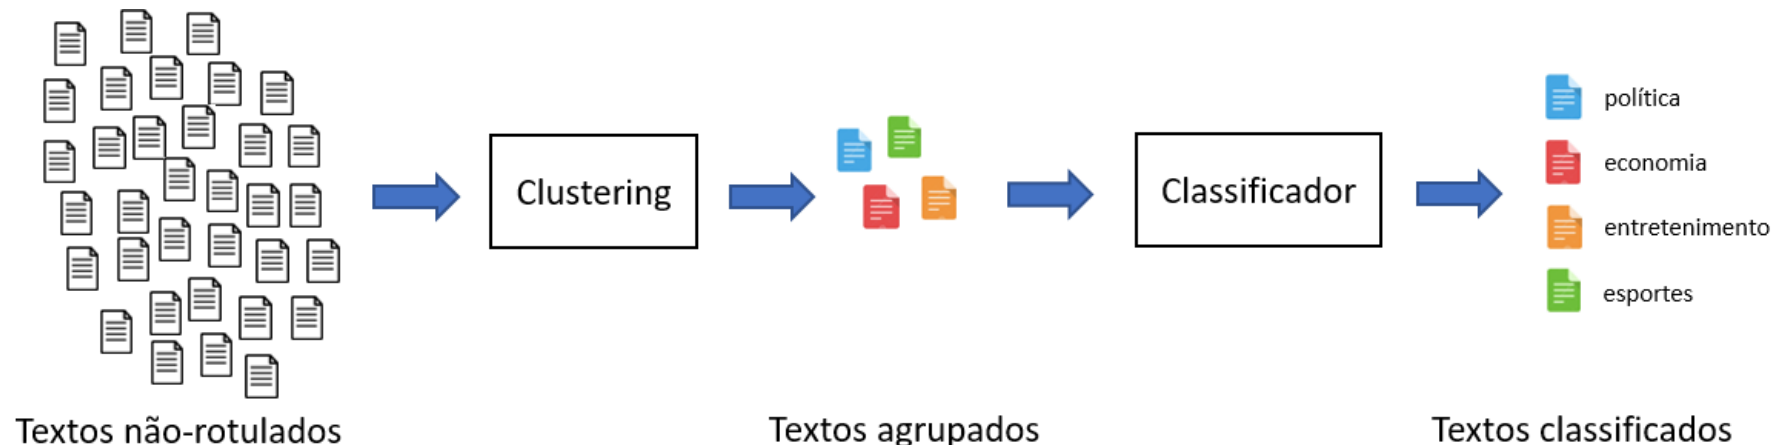 política
economia
Clustering
Classificador
entretenimento
esportes
Textos não-rotulados
Textos agrupados
Textos classificados